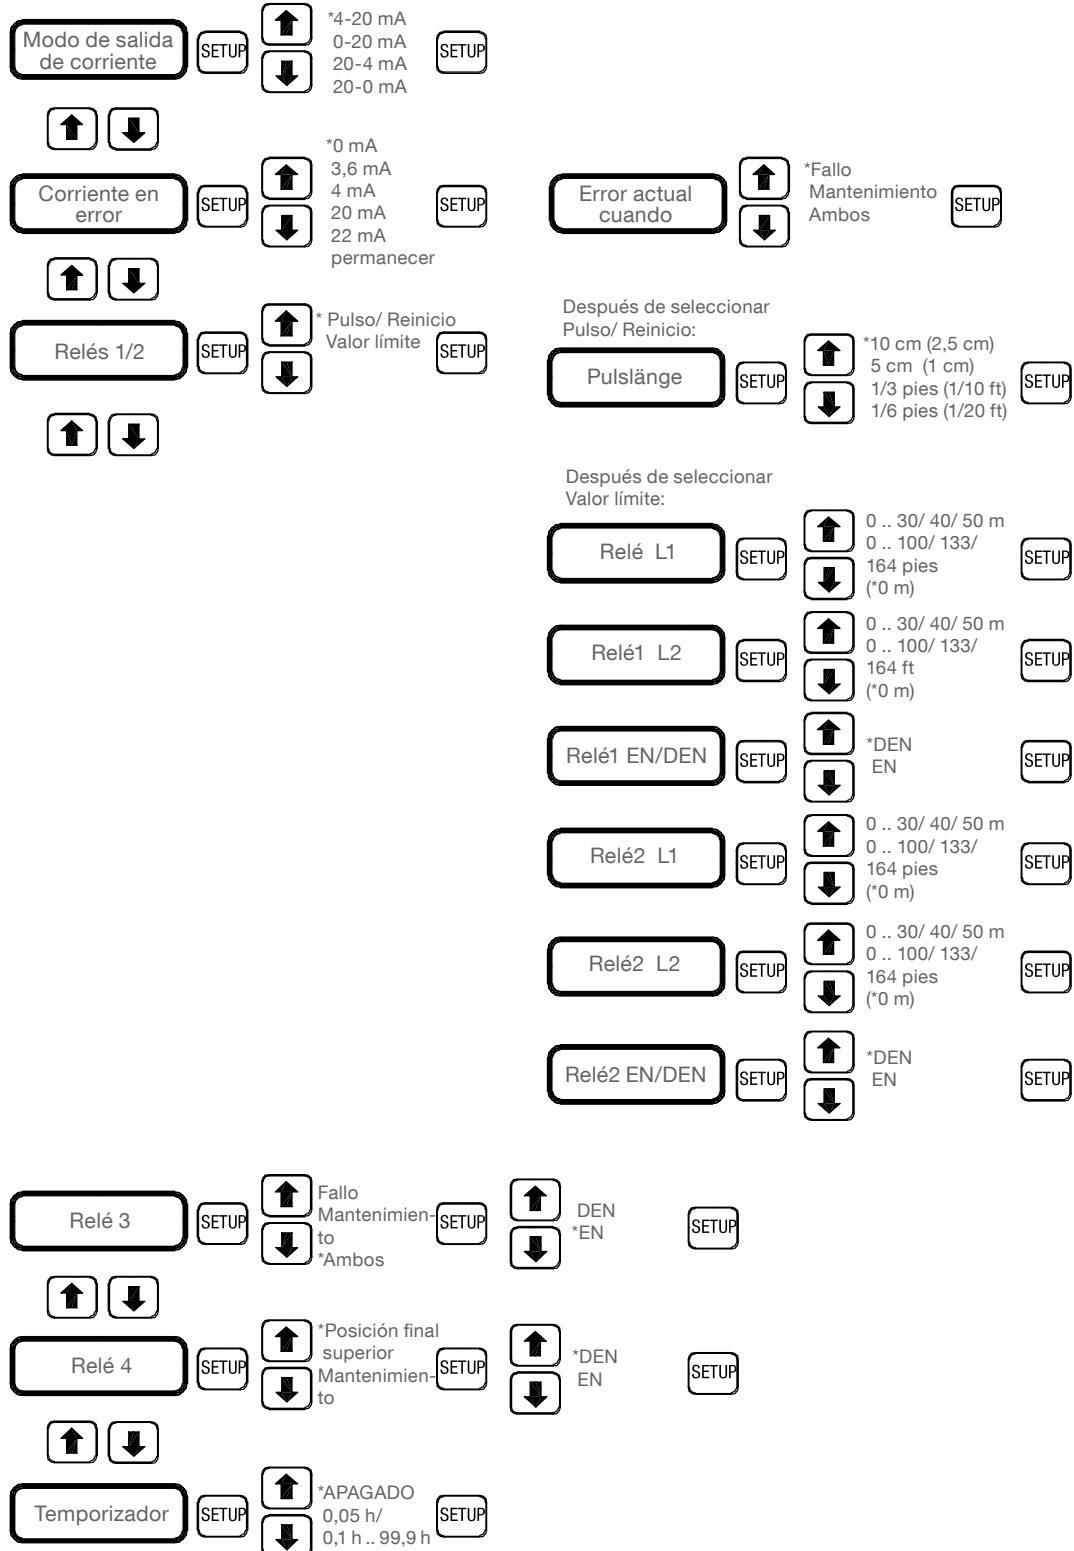 Modo de salida
de corriente
SETUP
*4-20 mA
0-20 mA
20-4 mA
20-0 mA
SETUP
Corriente en
error
SETUP
*0 mA
3,6 mA
4 mA
20 mA
22 mA
permanecer
SETUP
Error actual
cuando
*Fallo
Mantenimiento
Ambos
SETUP
Relés 1/2
SETUP
* Pulso/ Reinicio
Valor límite
SETUP
Después de seleccionar
Pulso/ Reinicio:
Pulslänge
SETUP
*10 cm (2,5 cm)
5 cm (1 cm)
1/3 pies (1/10 ft)
1/6 pies (1/20 ft)
SETUP
Después de seleccionar
Valor límite:
Relé L1
SETUP
0 .. 30/ 40/ 50 m
0 .. 100/ 133/
164 pies
(*0 m)
SETUP
Relé1 L2
SETUP
0 .. 30/ 40/ 50 m
0 .. 100/ 133/
164 ft
(*0 m)
SETUP
Relé1 EN/DEN
SETUP
*DEN
EN
SETUP
Relé2 L1
SETUP
0 .. 30/ 40/ 50 m
0 .. 100/ 133/
164 pies
(*0 m)
SETUP
Relé2 L2
SETUP
0 .. 30/ 40/ 50 m
0 .. 100/ 133/
164 pies
(*0 m)
SETUP
Relé2 EN/DEN
SETUP
*DEN
EN
SETUP
Relé 3
SETUP
Fallo
Mantenimien-
to
*Ambos
SETUP
DEN
*EN
SETUP
Relé 4
SETUP
*Posición final
superior
Mantenimien-
to
SETUP
*DEN
EN
SETUP
Temporizador
SETUP
*APAGADO
0,05 h/
0,1 h .. 99,9 h
SETUP